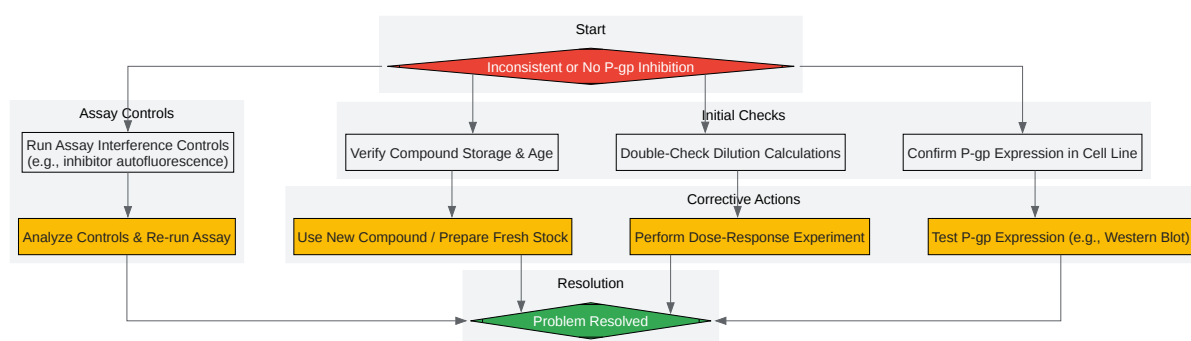 Start
Inconsistent or No P-gp Inhibition
Assay Controls
Initial Checks
Run Assay Interference Controls
(e.g., inhibitor autofluorescence)
Verify Compound Storage & Age
Double-Check Dilution Calculations
Confirm P-gp Expression in Cell Line
Corrective Actions
Analyze Controls & Re-run Assay
Use New Compound / Prepare Fresh Stock
Perform Dose-Response Experiment
Test P-gp Expression (e.g., Western Blot)
Resolution
Problem Resolved